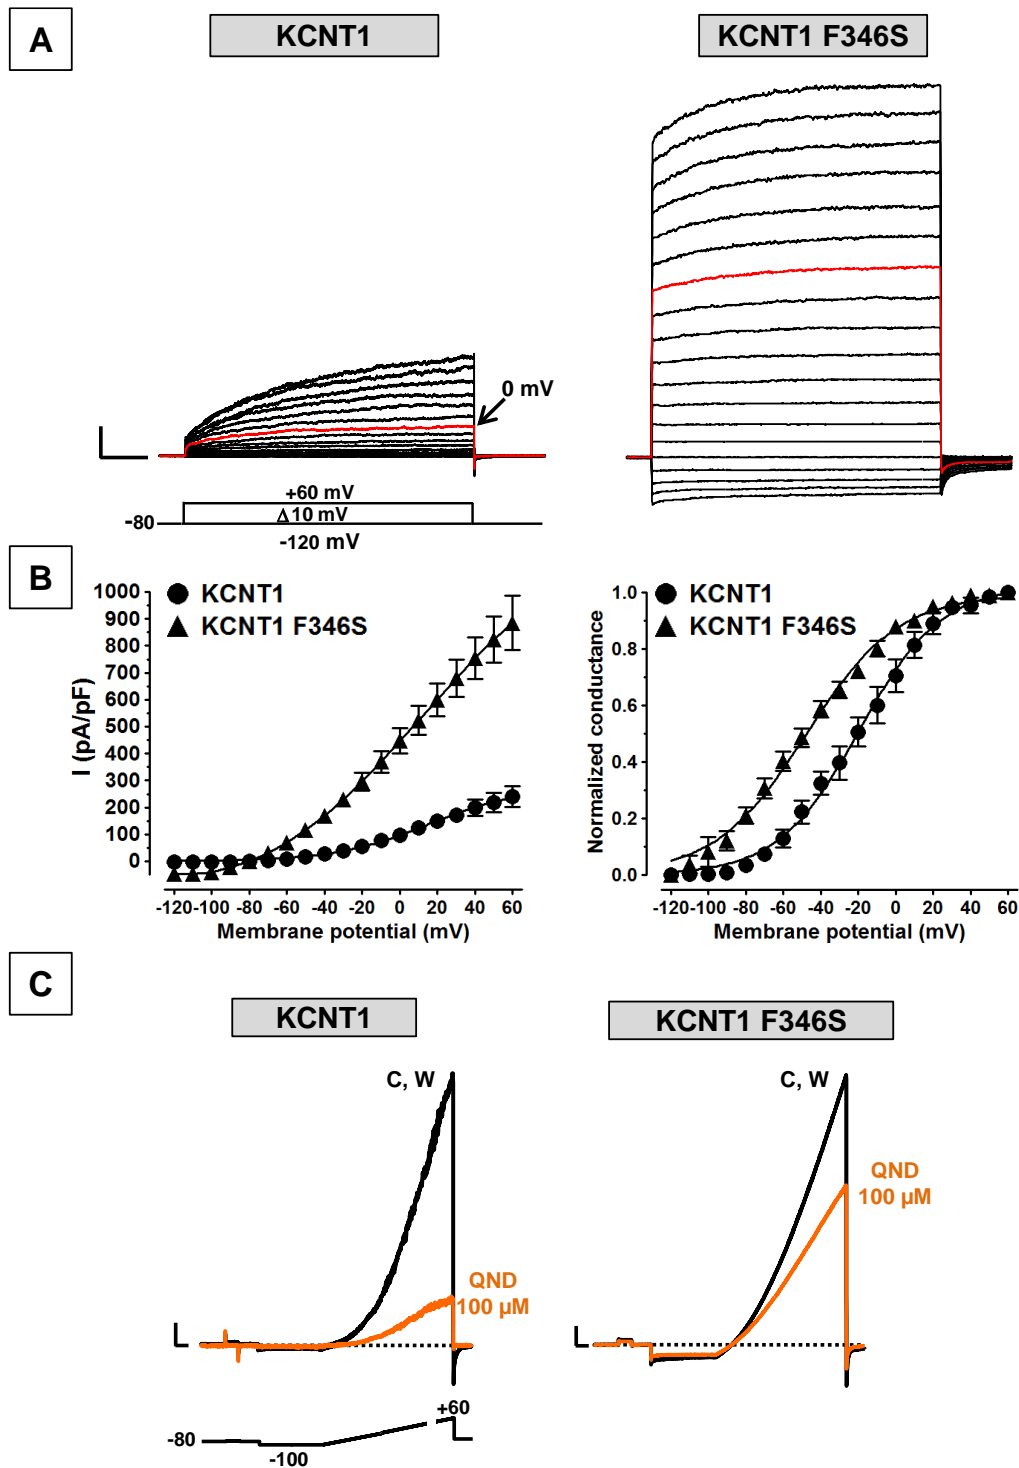 A
KCNT1
KCNT1 F346S
0 mV
+60 mV
Δ10 mV
-80
-120 mV
B
1000
900
800
700
600
500
400
300
200
100
0
I (pA/pF)
KCNT1
KCNT1 F346S
-120 -100 -80 -60 -40 -20 0 20 40 60
Membrane potential (mV)
1.0
0.8
0.6
0.4
0.2
0.0
Normalized conductance
KCNT1
KCNT1 F346S
-120 -100 -80 -60 -40 -20 0 20 40 60
Membrane potential (mV)
C
KCNT1
KCNT1 F346S
C, W
QND
100 µM
C, W
QND
100 µM
+60
-80
-100